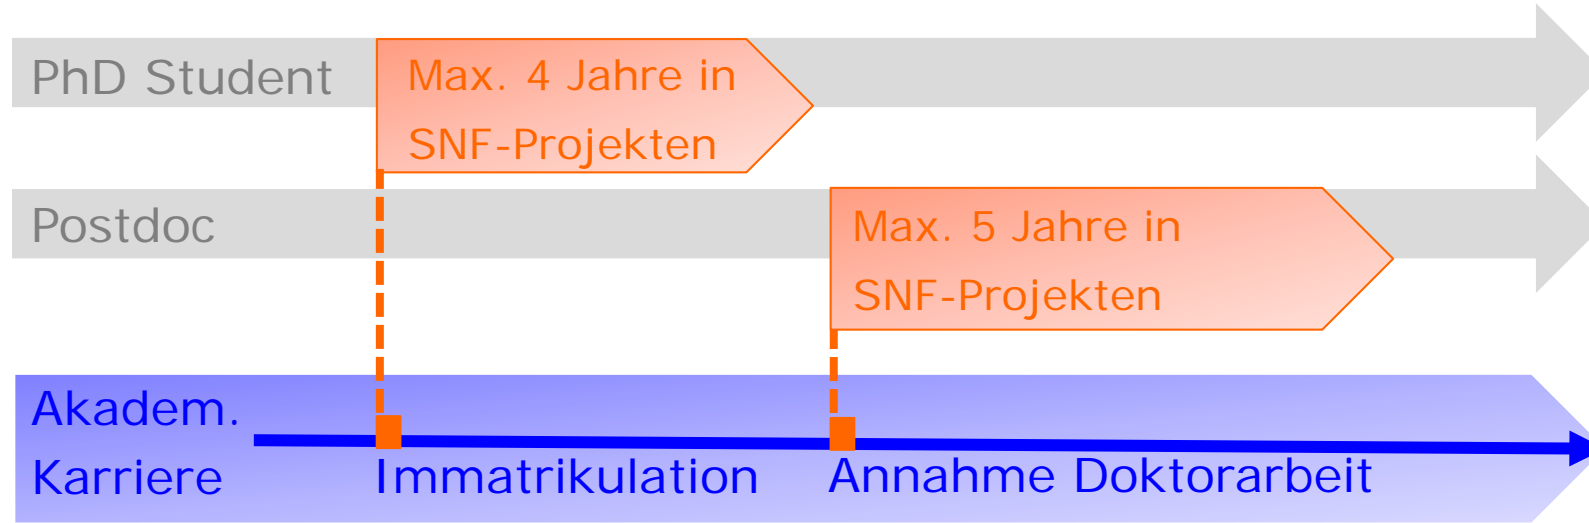 PhD Student
Max. 4 Jahre in
SNF-Projekten
Postdoc
Max. 5 Jahre in
SNF-Projekten
Akadem.
Karriere
Immatrikulation
Annahme Doktorarbeit